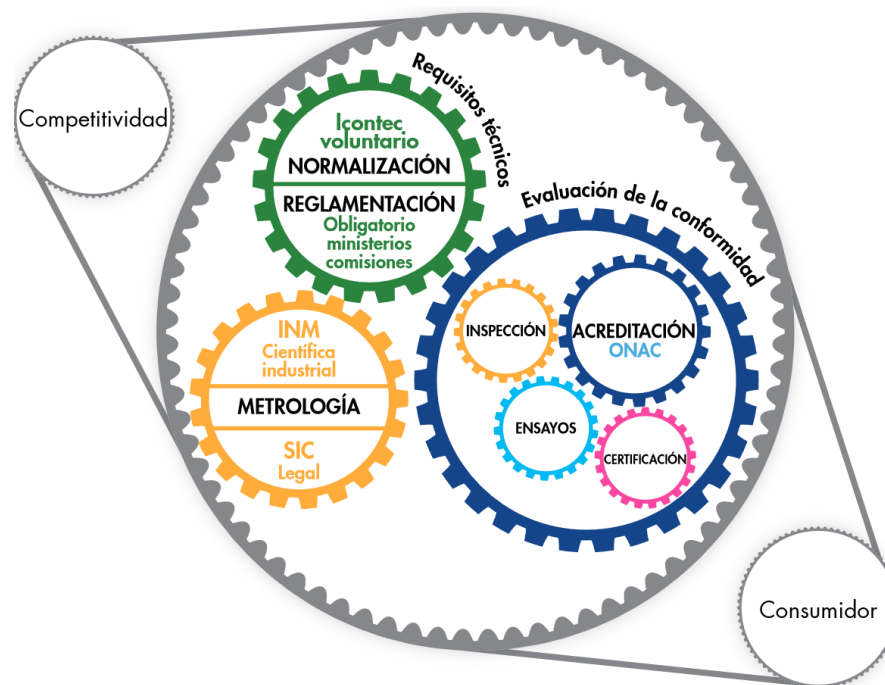 Competitividad
Requisitos técnicos
Icontec
voluntario
NORMALIZACIÓN
REGLAMENTACIÓN
Obligatorio
ministerios
comisiones
Evaluación de la conformidad
INSPECCIÓN
ACREDITACIÓN
ONAC
ENSAYOS
CERTIFICACIÓN
INM
Científica
industrial
METROLOGÍA
SIC
Legal
Consumidor